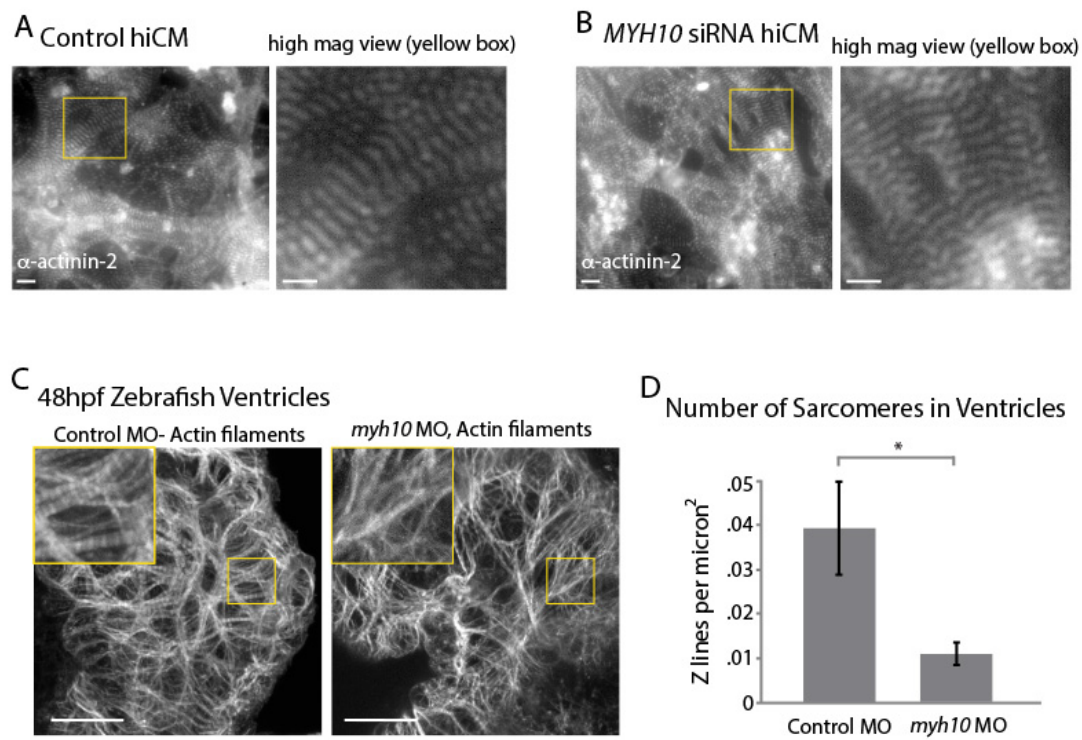 A Control hiCM
high mag view (yellow box)
α-actinin-2
B MYH10 siRNA hiCM
high mag view (yellow box)
α-actinin-2
C 48hpf Zebrafish Ventricles
Control MO- Actin filaments
myh10 MO, Actin filaments
D Number of Sarcomeres in Ventricles
*
Z lines per micron²
.05
.04
.03
.02
.01
0
Control MO
myh10 MO